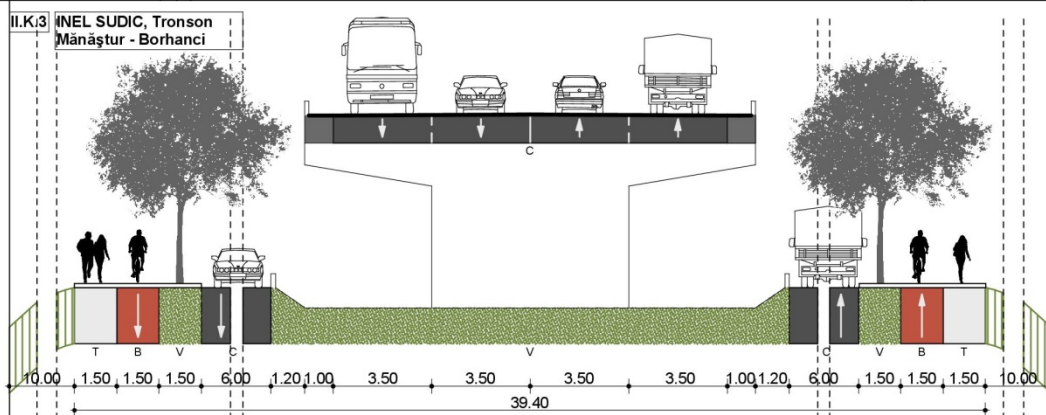 II.K.3
INEL SUDIC, Tronson
Mănăştur - Borhanci
C
T B V C V C V B T
10.00 1.50 1.50 1.50 6.00 1.20 1.00 3.50 3.50 3.50 3.50 1.00 1.20 6.00 1.50 1.50 1.50 10.00
39.40